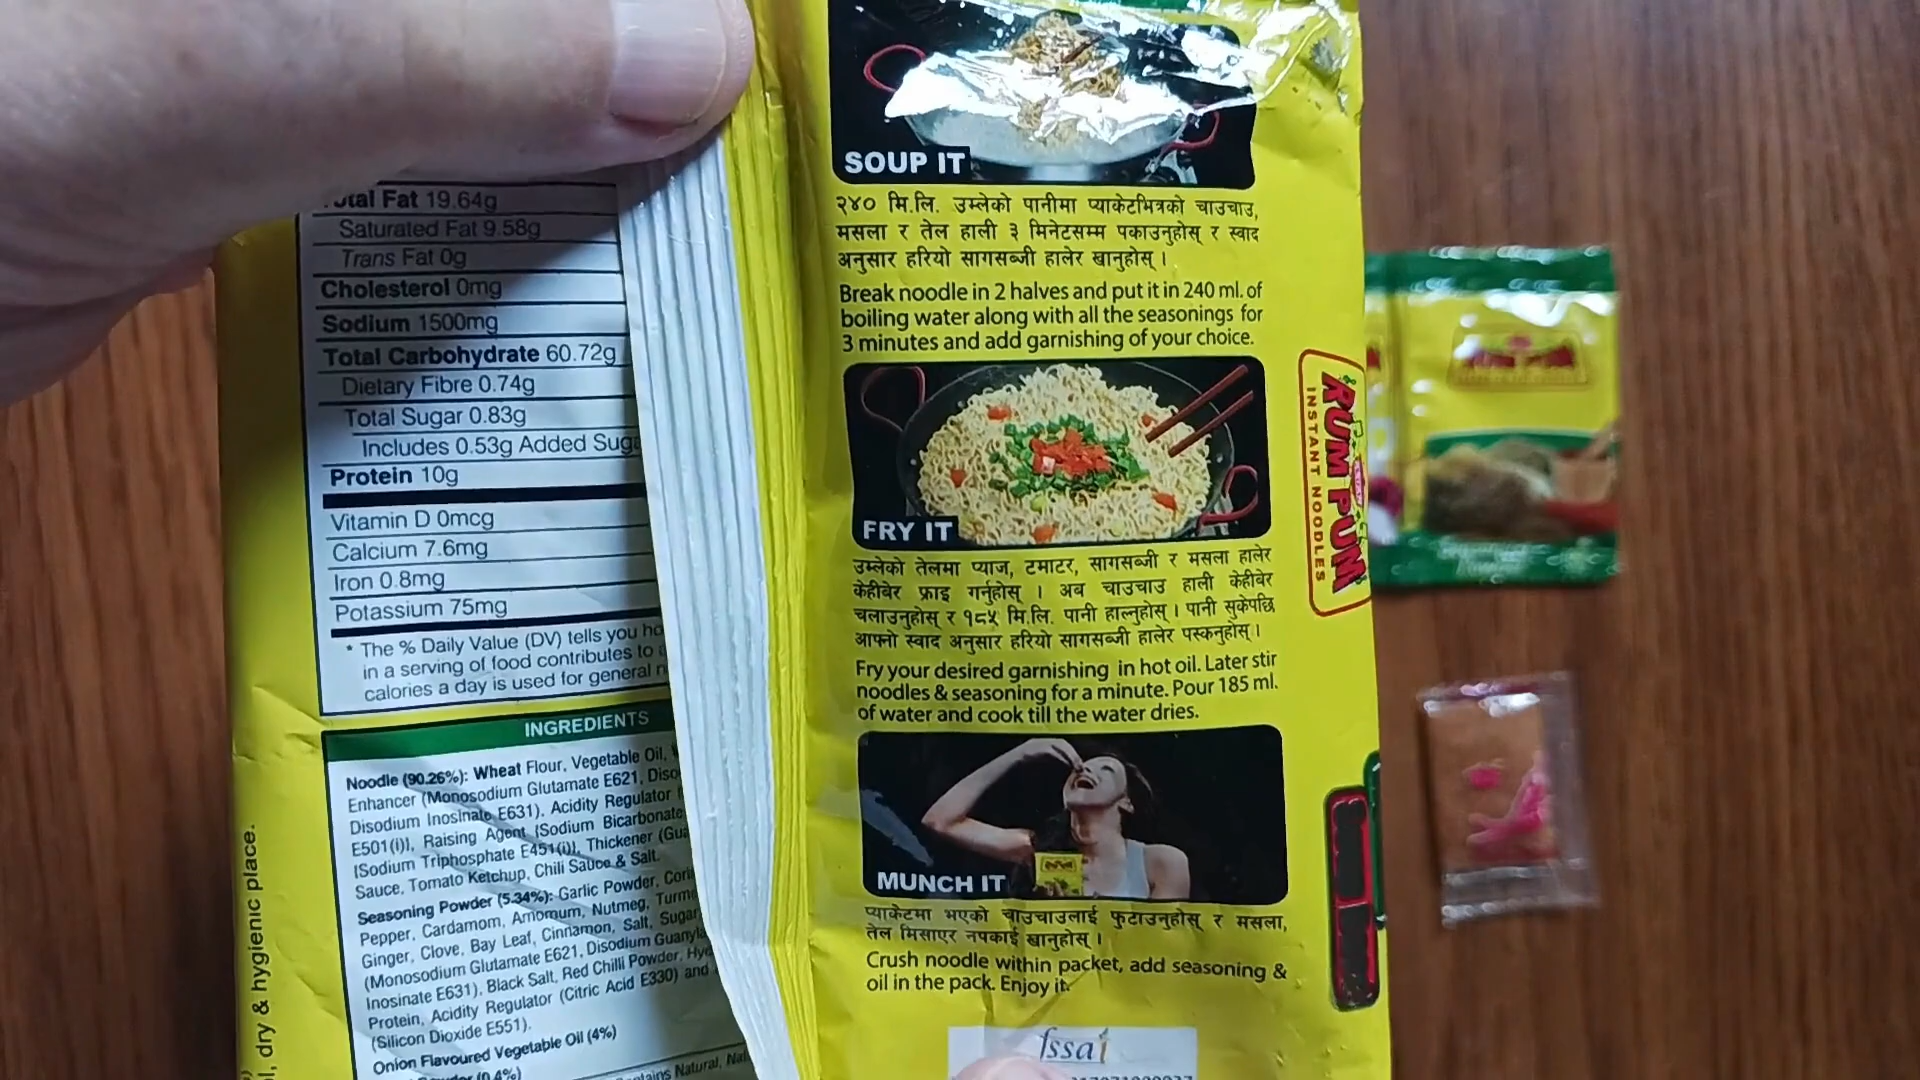 Total Fat 19.64g
Saturated Fat 9.58g
Trans Fat 0g
Cholesterol 0mg
Sodium 1500mg
Total Carbohydrate 60.72g
Dietary Fibre 0.74g
Total Sugar 0.83g
Includes 0.53g Added
Protein 10g
Vitamin D 0mcg
Calcium 7.6mg
Iron 0.8mg
Potassium 75mg
* The % Daily Value (DV) tells you
in a serving of food contributes to
calories a day is used for general
INGREDIENTS
Noodle (90.26%): Wheat Flour, Vegetable Oil,
Enhancer (Monosodium Glutamate E621,
Disodium Inosinate E631), Acidity Regulator
E501(i)), Raising Agent [Sodium Bicarbonate
[Sodium Triphosphate E451(i)], Thickener
Sauce, Tomato Ketchup, Chili Sauce & Salt.
Seasoning Powder (5.34%): Garlic Powder,
Pepper, Cardamom, Amomum, Nutmeg,
Ginger, Clove, Bay Leaf, Cinnamon, Salt, Sugar
(Monosodium Glutamate E621, Disodium
Inosinate E631), Black Salt, Red Chilli Powder,
Protein, Acidity Regulator (Citric Acid E330) and
(Silicon Dioxide E551).
Onion Flavoured Vegetable Oil (4%)
(0.4%)
Natural,
dry & hygienic place.
SOUP IT
२४० मि.लि. उम्लेको पानीमा प्याकेटभित्रको चाउचाउ,
मसला र तेल हाली ३ मिनेटसम्म पकाउनुहोस् र स्वाद
अनुसार हरियो सागसब्जी हालेर खानुहोस् ।
Break noodle in 2 halves and put it in 240 ml. of
boiling water along with all the seasonings for
3 minutes and add garnishing of your choice.
FRY IT
उम्लेको तेलमा प्याज, टमाटर, सागसब्जी र मसला हालेर
केहीबेर फ्राइ गर्नुहोस् । अब चाउचाउ हाली केहीबेर
चलाउनुहोस् र १८५ मि.लि. पानी हाल्नुहोस् । पानी सुकेपछि
आफ्नो स्वाद अनुसार हरियो सागसब्जी हालेर पस्कनुहोस् ।
Fry your desired garnishing in hot oil. Later stir
noodles & seasoning for a minute. Pour 185 ml.
of water and cook till the water dries.
MUNCH IT
प्याकेटमा भएको चाउचाउलाई फुटाउनुहोस् र मसला,
तेल मिसाएर नपकाई खानुहोस् ।
Crush noodle within packet, add seasoning &
oil in the pack. Enjoy it.
fssai
RUM PUM
INSTANT NOODLES